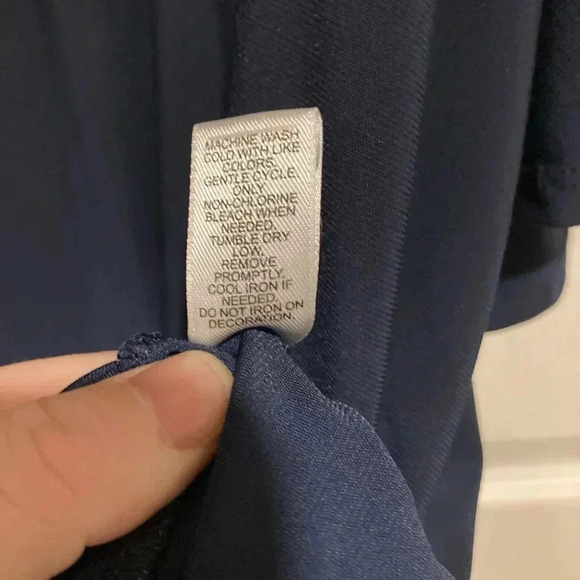 MACHINE WASH
COLD WITH LIKE
COLORS.
GENTLE CYCLE.
ONLY
NON-CHLORINE
BLEACH WHEN
NEEDED.
TUMBLE DRY
LOW.
REMOVE
PROMPTLY.
COOL IRON IF
NEEDED.
DO NOT IRON ON
DECORATION.